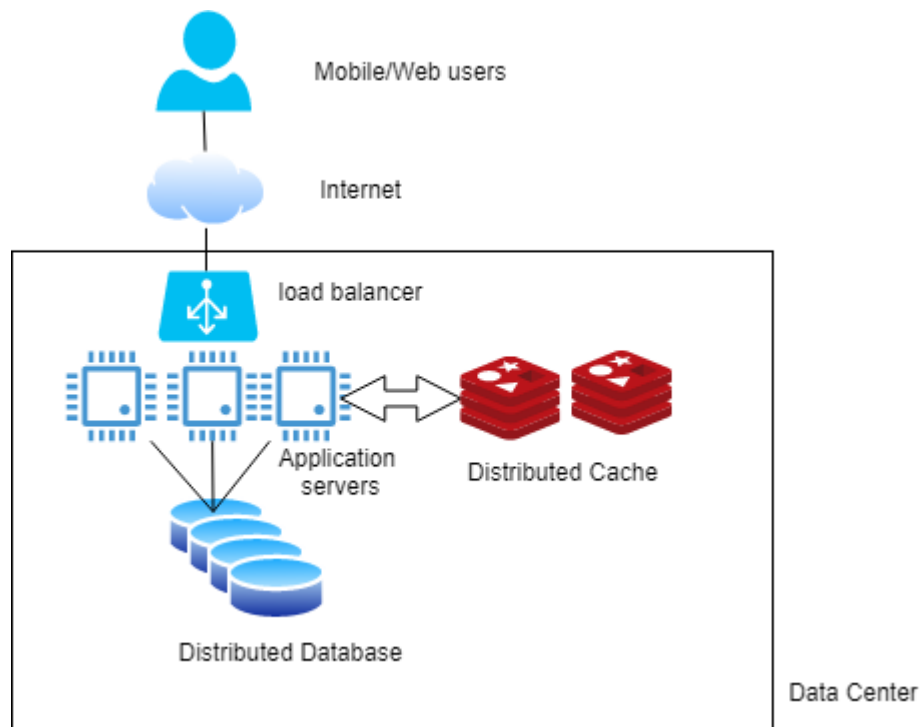 Mobile/Web users
Internet
load balancer
Application
servers
Distributed Cache
Distributed Database
Data Center